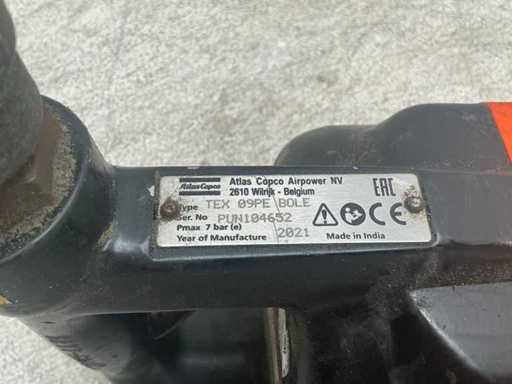 Atlas Copco
Atlas Copco Airpower NV
2610 Wilrijk - Belgium
EAC
Type TEX 09PE BOLE
Ser. No PUN104652
Pmax 7 bar (e)
Year of Manufacture 2021 Made in India